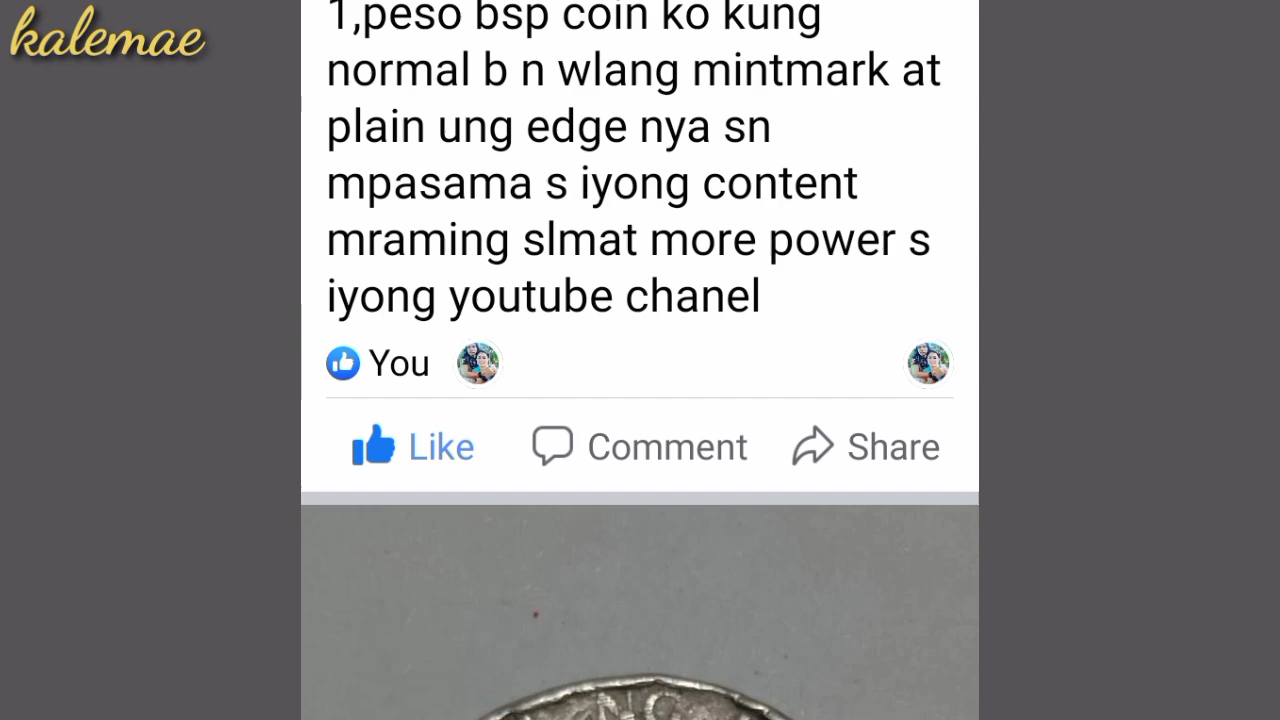 kalemae
1,peso bsp coin ko kung
normal b n wlang mintmark at
plain ung edge nya sn
mpasama s iyong content
mraming slmat more power s
iyong youtube chanel
You
Like Comment Share